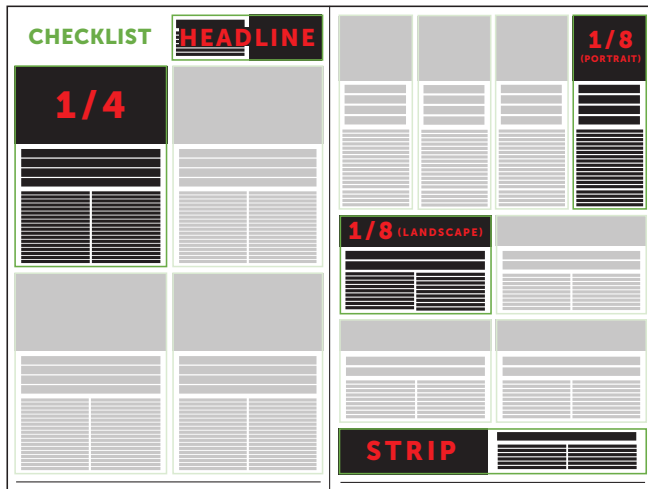 CHECKLIST
HEADLINE
1/4
1/8
(PORTRAIT)
1/8 (LANDSCAPE)
STRIP